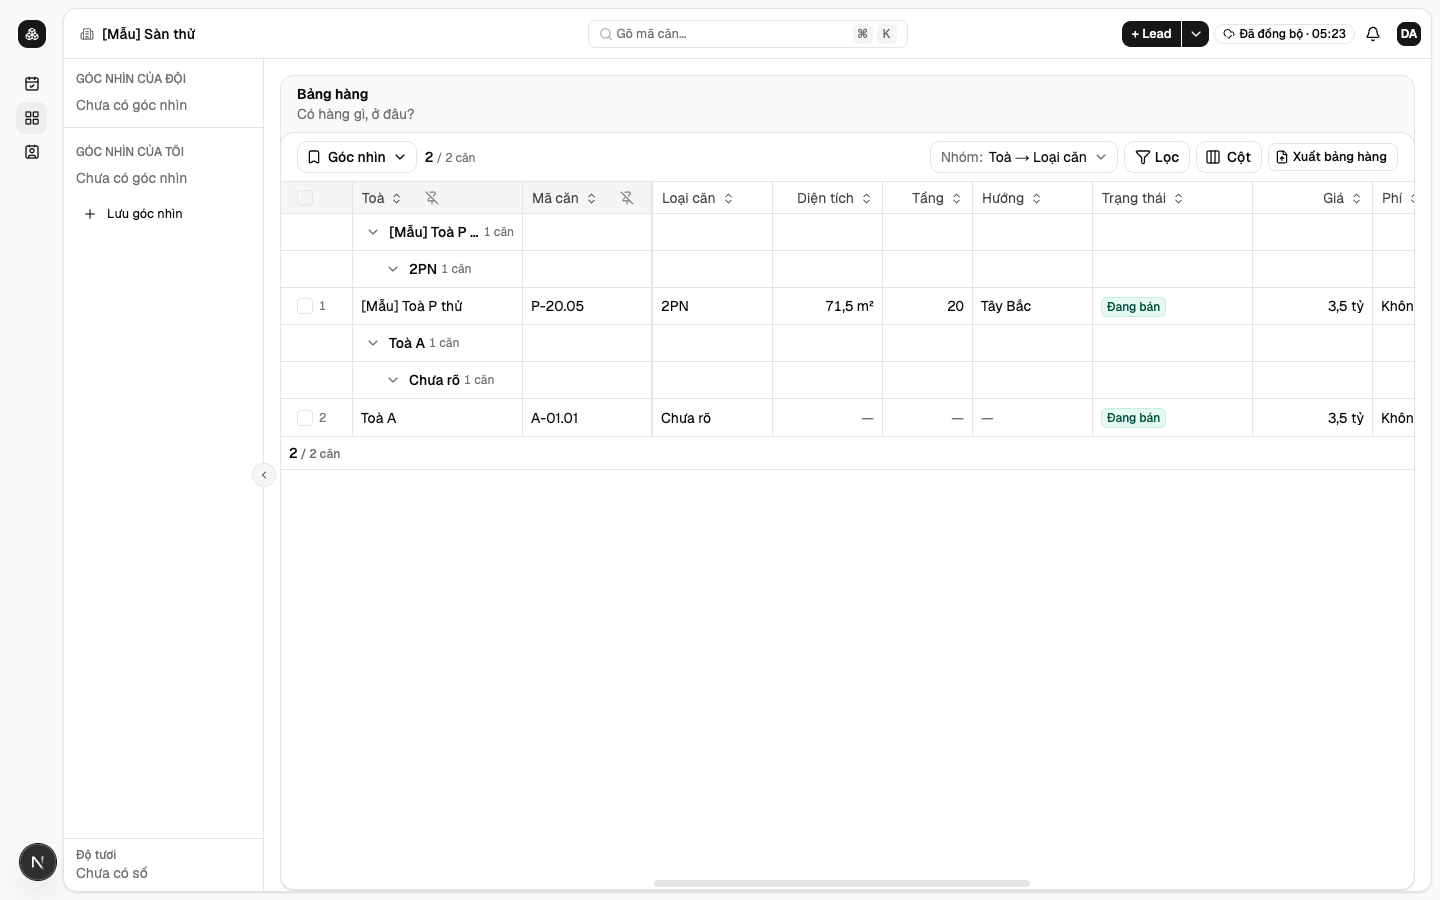 [Mẫu] Sàn thử
Gõ mã căn...
⌘ K
+ Lead
Đã đồng bộ · 05:23
DA
GÓC NHÌN CỦA ĐỘI
Chưa có góc nhìn
GÓC NHÌN CỦA TÔI
Chưa có góc nhìn
+ Lưu góc nhìn
Độ tươi
Chưa có số
N
Bảng hàng
Có hàng gì, ở đâu?
Góc nhìn
2 / 2 căn
Nhóm: Toà → Loại căn
Lọc
Cột
Xuất bảng hàng
Toà Mã căn Loại căn Diện tích Tầng Hướng Trạng thái Giá Phí
[Mẫu] Toà P ... 1 căn
2PN 1 căn
1 [Mẫu] Toà P thử P-20.05 2PN 71,5 m² 20 Tây Bắc Đang bán 3,5 tỷ Khôn
Toà A 1 căn
Chưa rõ 1 căn
2 Toà A A-01.01 Chưa rõ — — — Đang bán 3,5 tỷ Khôn
2 / 2 căn